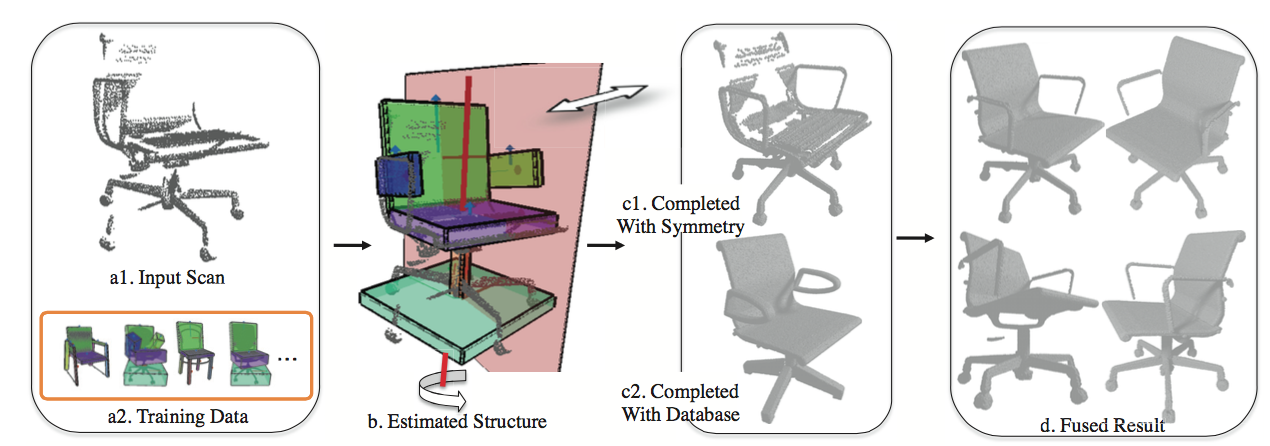 a1. Input Scan
...
a2. Training Data
b. Estimated Structure
c1. Completed
With Symmetry
c2. Completed
With Database
d. Fused Result